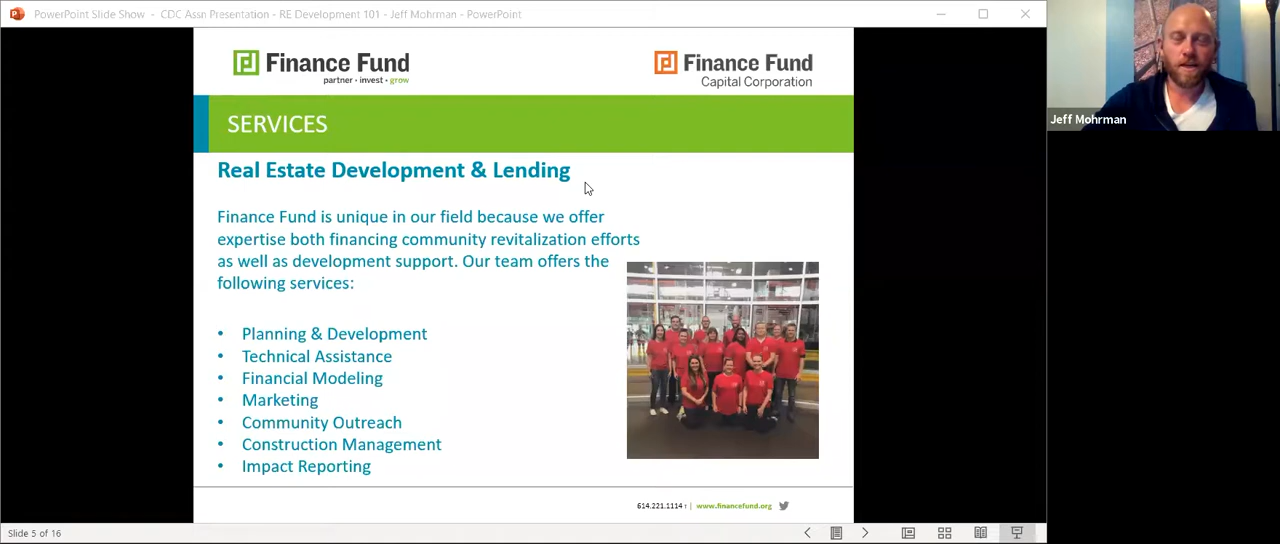 PowerPoint Slide Show - CDC Assn Presentation - RE Development 101 - Jeff Mohrman - PowerPoint
Finance Fund
partner • invest • grow
Finance Fund
Capital Corporation
SERVICES
Real Estate Development & Lending
Finance Fund is unique in our field because we offer
expertise both financing community revitalization efforts
as well as development support. Our team offers the
following services:
• Planning & Development
• Technical Assistance
• Financial Modeling
• Marketing
• Community Outreach
• Construction Management
• Impact Reporting
614.221.1114 t | www.financefund.org
Slide 5 of 16
Jeff Mohrman